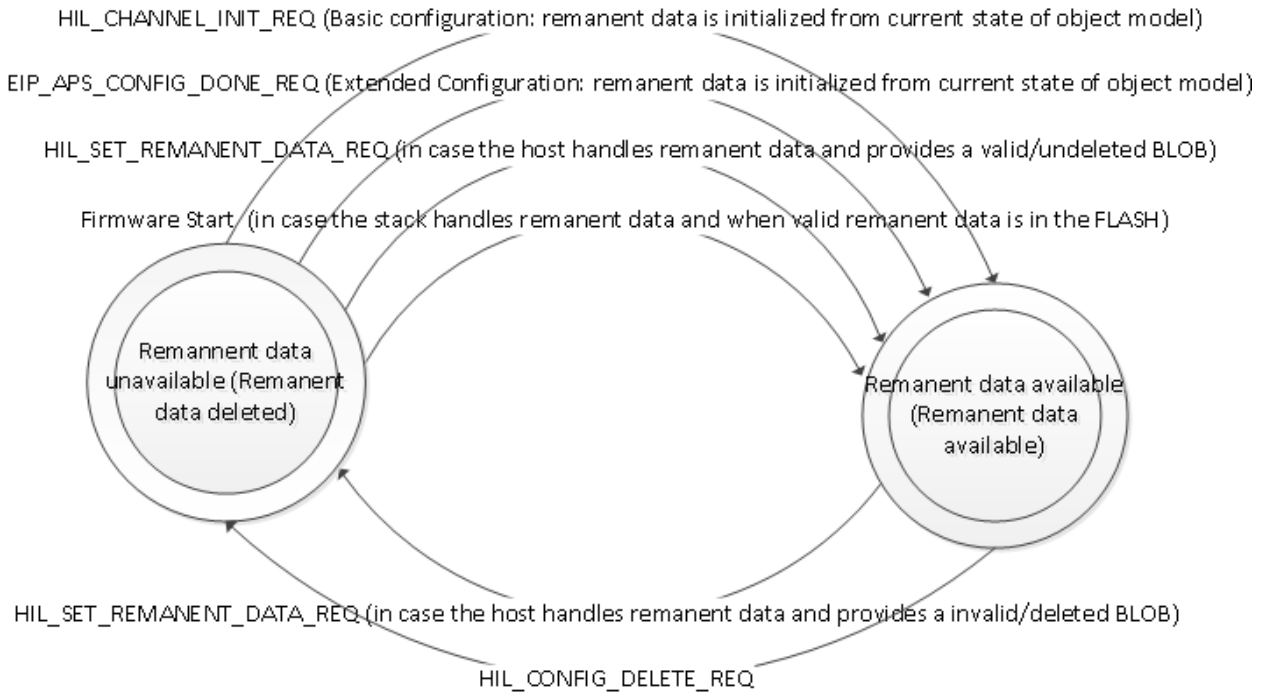 HIL_CHANNEL_INIT_REQ (Basic configuration: remanent data is initialized from current state of object model)
EIP_APS_CONFIG_DONE_REQ (Extended Configuration: remanent data is initialized from current state of object model)
HIL_SET_REMANENT_DATA_REQ (in case the host handles remanent data and provides a valid/undeleted BLOB)
Firmware Start (in case the stack handles remanent data and when valid remanent data is in the FLASH)
Remannent data
unavailable (Remanent
data deleted)
Remanent data available
(Remanent data
available)
HIL_SET_REMANENT_DATA_REQ (in case the host handles remanent data and provides a invalid/deleted BLOB)
HIL_CONFIG_DELETE_REQ